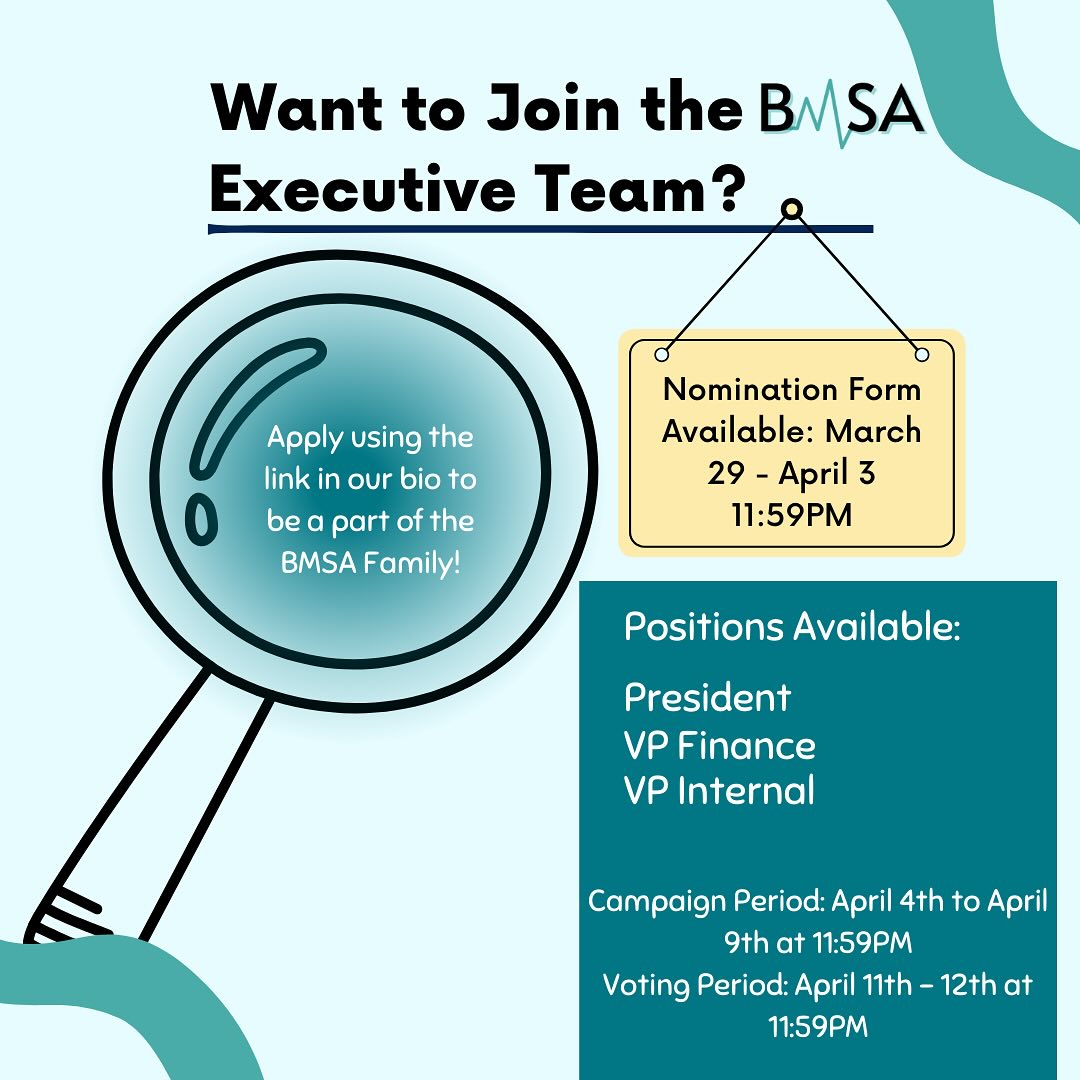 Want to Join the BMSA
Executive Team?
Apply using the
link in our bio to
be a part of the
BMSA Family!
Nomination Form
Available: March
29 - April 3
11:59PM
Positions Available:
President
VP Finance
VP Internal
Campaign Period: April 4th to April
9th at 11:59PM
Voting Period: April 11th – 12th at
11:59PM